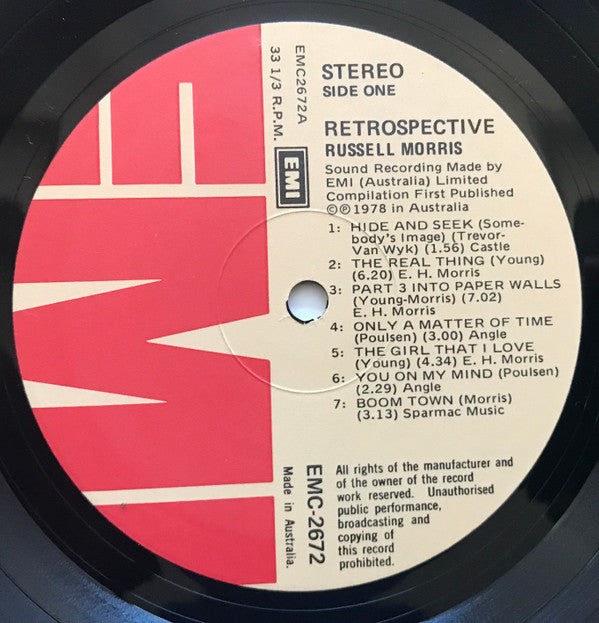 STEREO
SIDE ONE
RETROSPECTIVE
RUSSELL MORRIS
Sound Recording Made by
EMI (Australia) Limited
Compilation First Published
©℗1978 in Australia
1: HIDE AND SEEK (Some-
body's Image) (Trevor-
Van Wyk) (1.56) Castle
2: THE REAL THING (Young)
(6.20) E. H. Morris
3: PART 3 INTO PAPER WALLS
(Young-Morris) (7.02)
E. H. Morris
4: ONLY A MATTER OF TIME
(Poulsen) (3.00) Angle
5: THE GIRL THAT I LOVE
(Young) (4.34) E. H. Morris
6: YOU ON MY MIND (Poulsen)
(2.29) Angle
7: BOOM TOWN (Morris)
(3.13) Sparmac Music
All rights of the manufacturer and
of the owner of the record
work reserved. Unauthorised
public performance,
broadcasting and
copying of
this record
prohibited.
EMC2672A
33 1/3 R.P.M.
EMI
EMC-2672
Made in Australia.
EMI